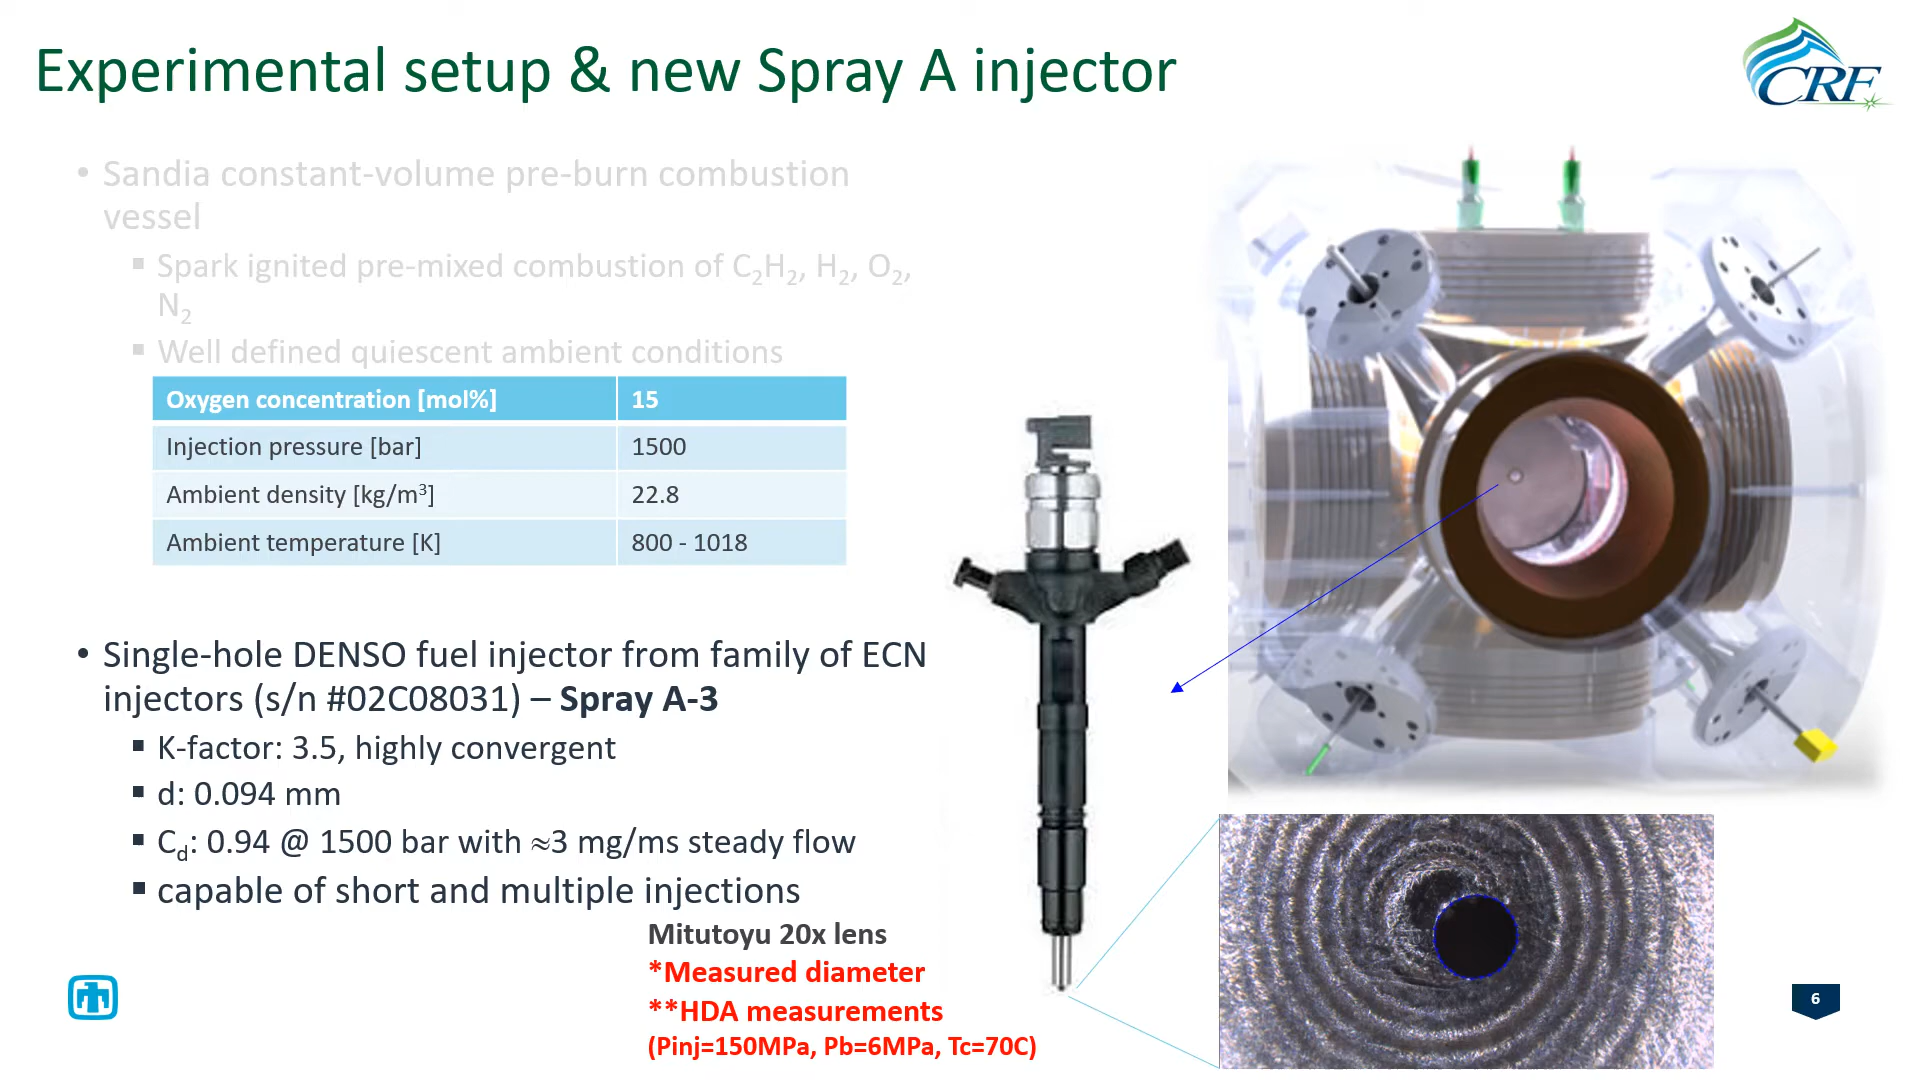 Experimental setup & new Spray A injector
CRF
• Sandia constant-volume pre-burn combustion
vessel
▪ Spark ignited pre-mixed combustion of C₂H₂, H₂, O₂,
N₂
▪ Well defined quiescent ambient conditions
Oxygen concentration [mol%] 15
Injection pressure [bar] 1500
Ambient density [kg/m³] 22.8
Ambient temperature [K] 800 - 1018
• Single-hole DENSO fuel injector from family of ECN
injectors (s/n #02C08031) – Spray A-3
▪ K-factor: 3.5, highly convergent
▪ d: 0.094 mm
▪ C_d: 0.94 @ 1500 bar with ≈3 mg/ms steady flow
▪ capable of short and multiple injections
Mitutoyu 20x lens
*Measured diameter
**HDA measurements
(Pinj=150MPa, Pb=6MPa, Tc=70C)
6